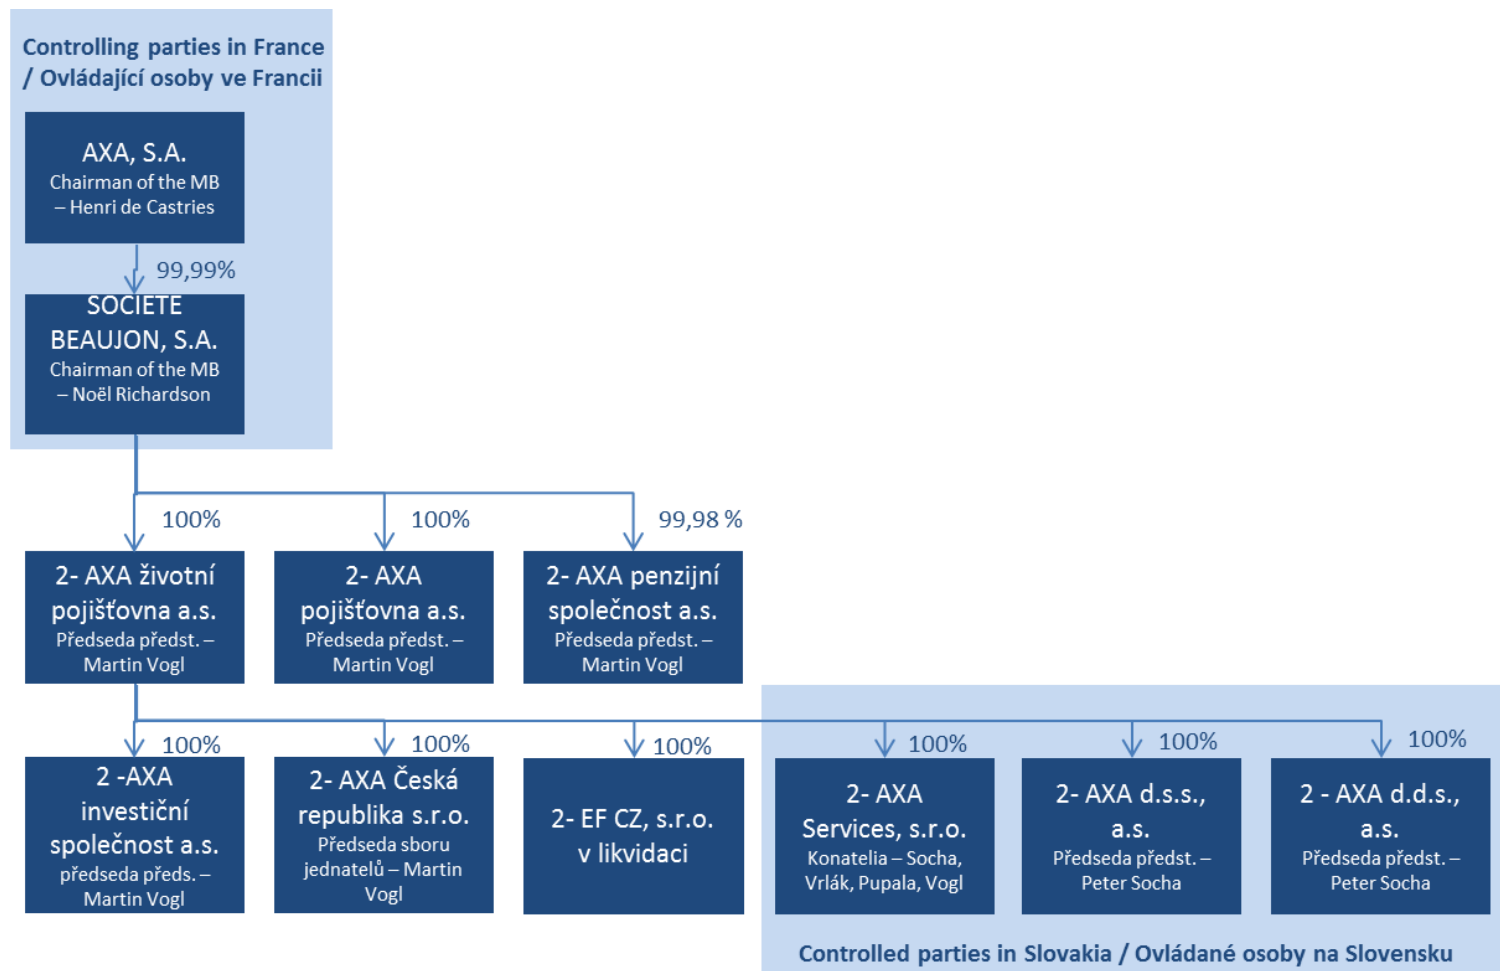 Controlling parties in France
/ Ovládající osoby ve Francii
AXA, S.A.
Chairman of the MB
– Henri de Castries
99,99%
SOCIETE
BEAUJON, S.A.
Chairman of the MB
– Noël Richardson
100%
100%
99,98 %
2- AXA životní
pojišťovna a.s.
Předseda předst. –
Martin Vogl
2- AXA
pojišťovna a.s.
Předseda předst. –
Martin Vogl
2- AXA penzijní
společnost a.s.
Předseda předst. –
Martin Vogl
100%
100%
100%
100%
100%
100%
2 -AXA
investiční
společnost a.s.
předseda předs. –
Martin Vogl
2- AXA Česká
republika s.r.o.
Předseda sboru
jednatelů – Martin
Vogl
2- EF CZ, s.r.o.
v likvidaci
2- AXA
Services, s.r.o.
Konatelia – Socha,
Vrlák, Pupala, Vogl
2- AXA d.s.s.,
a.s.
Předseda předst. –
Peter Socha
2 - AXA d.d.s.,
a.s.
Předseda předst. –
Peter Socha
Controlled parties in Slovakia / Ovládané osoby na Slovensku